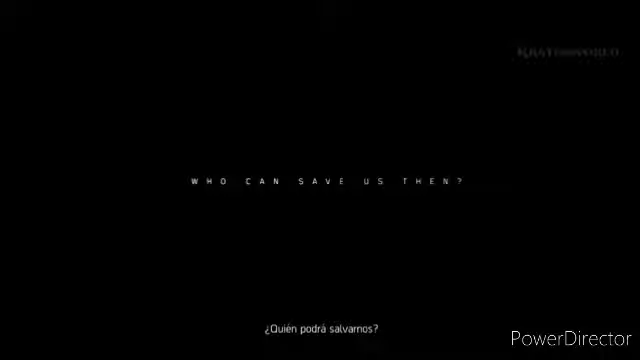 WHO CAN SAVE US THEN?
¿Quién podrá salvarnos?
PowerDirector